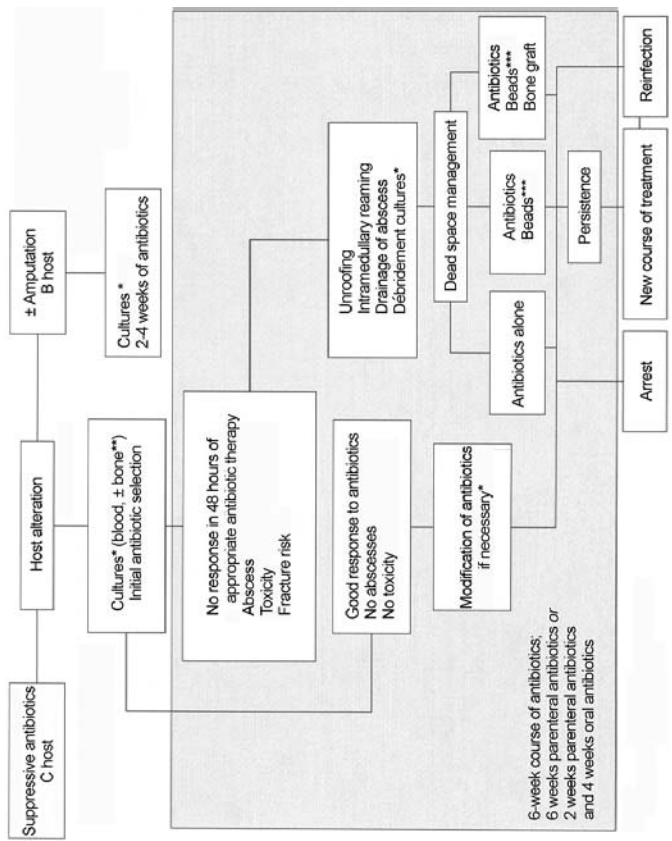 Suppressive antibiotics
C host
Host alteration
± Amputation
B host
Cultures* (blood, ± bone**)
Initial antibiotic selection
Cultures*
2-4 weeks of antibiotics
No response in 48 hours of
appropriate antibiotic therapy
Abscess
Toxicity
Fracture risk
Good response to antibiotics
No abscesses
No toxicity
Unroofing
Intramedullary reaming
Drainage of abscess
Débridement cultures*
Modification of antibiotics
if necessary*
Dead space management
Antibiotics alone
Antibiotics
Beads***
Antibiotics
Beads***
Bone graft
6-week course of antibiotics;
6 weeks parenteral antibiotics or
2 weeks parenteral antibiotics
and 4 weeks oral antibiotics
Persistence
Arrest
New course of treatment
Reinfection